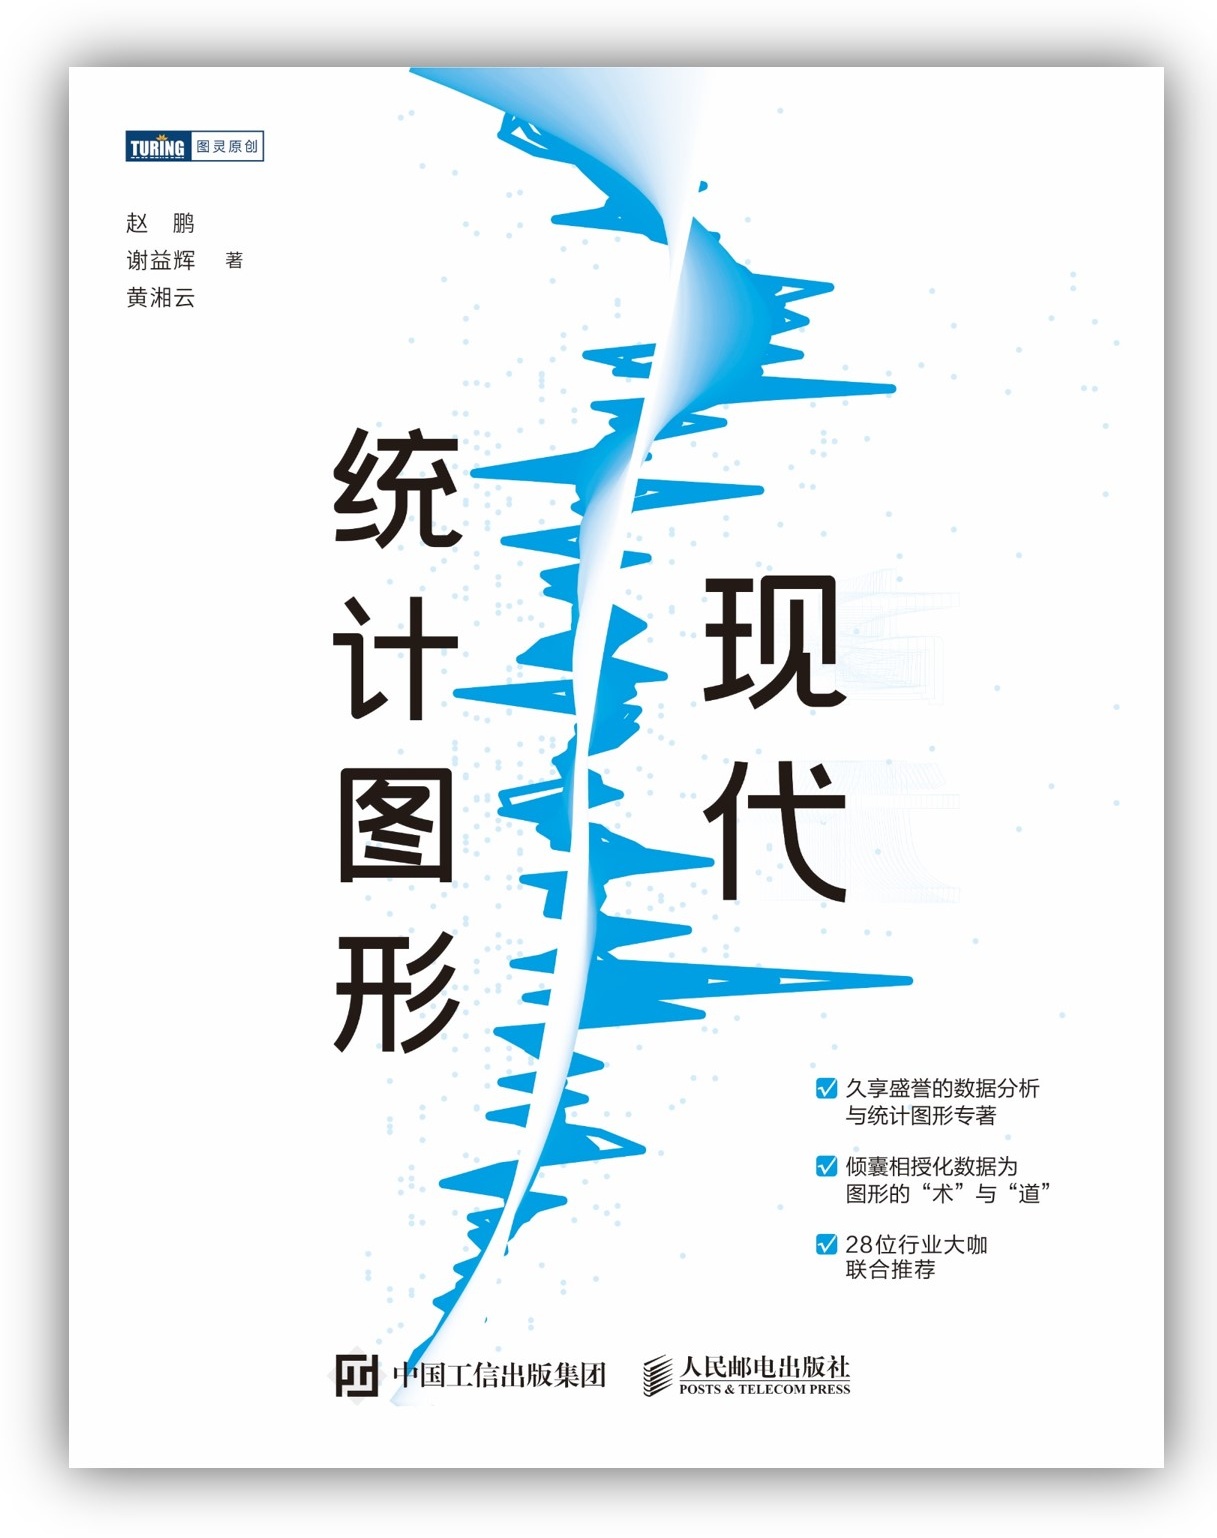 TURING 图灵原创
赵 鹏
谢益辉 著
黄湘云
现代
统计图形
久享盛誉的数据分析
与统计图形专著
倾囊相授化数据为
图形的“术”与“道”
28位行业大咖
联合推荐
中国工信出版集团
人民邮电出版社
POSTS & TELECOM PRESS